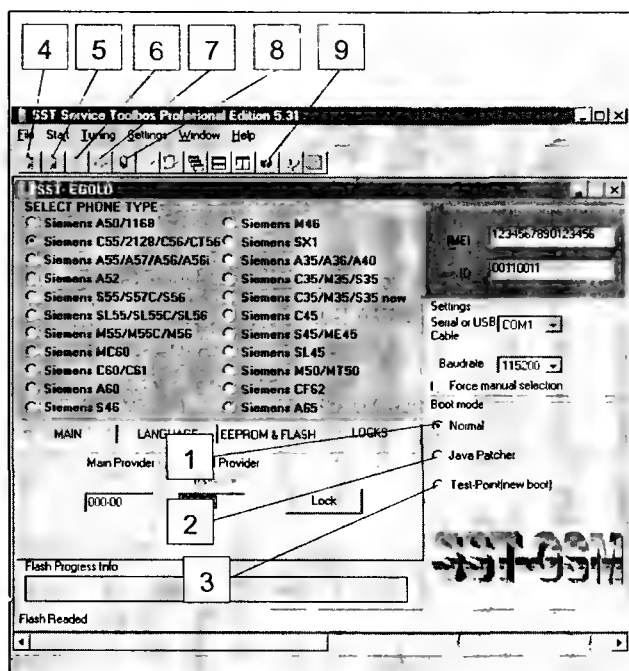 4 5 6 7 8 9
SST Service Toolbox Profesional Edition 5.31
File Start Tuning Settings Window Help
SST- EGOLD
SELECT PHONE TYPE
Siemens A50/1168
Siemens C55/2128/C56/CT56
Siemens A55/A57/A56/A56i
Siemens A52
Siemens S55/S57C/S56
Siemens SL55/SL55C/SL56
Siemens M55/M55C/M56
Siemens MC60
Siemens C60/C61
Siemens A60
Siemens S46
Siemens M46
Siemens SX1
Siemens A35/A36/A40
Siemens C35/M35/S35
Siemens C35/M35/S35 new
Siemens C45
Siemens S45/ME45
Siemens SL45
Siemens M50/MT50
Siemens CF62
Siemens A65
IMEI 123456789012345​6
ID 00110011
Settings
Serial or USB Cable COM1
Baudrate 115200
Force manual selection
Boot mode
Normal
Java Patcher
Test-Point(new boot)
MAIN LANGUAGE EEPROM & FLASH LOCKS
1
Main Provider Provider
000-00 Lock
2
Flash Progress Info
3
Flash Readed